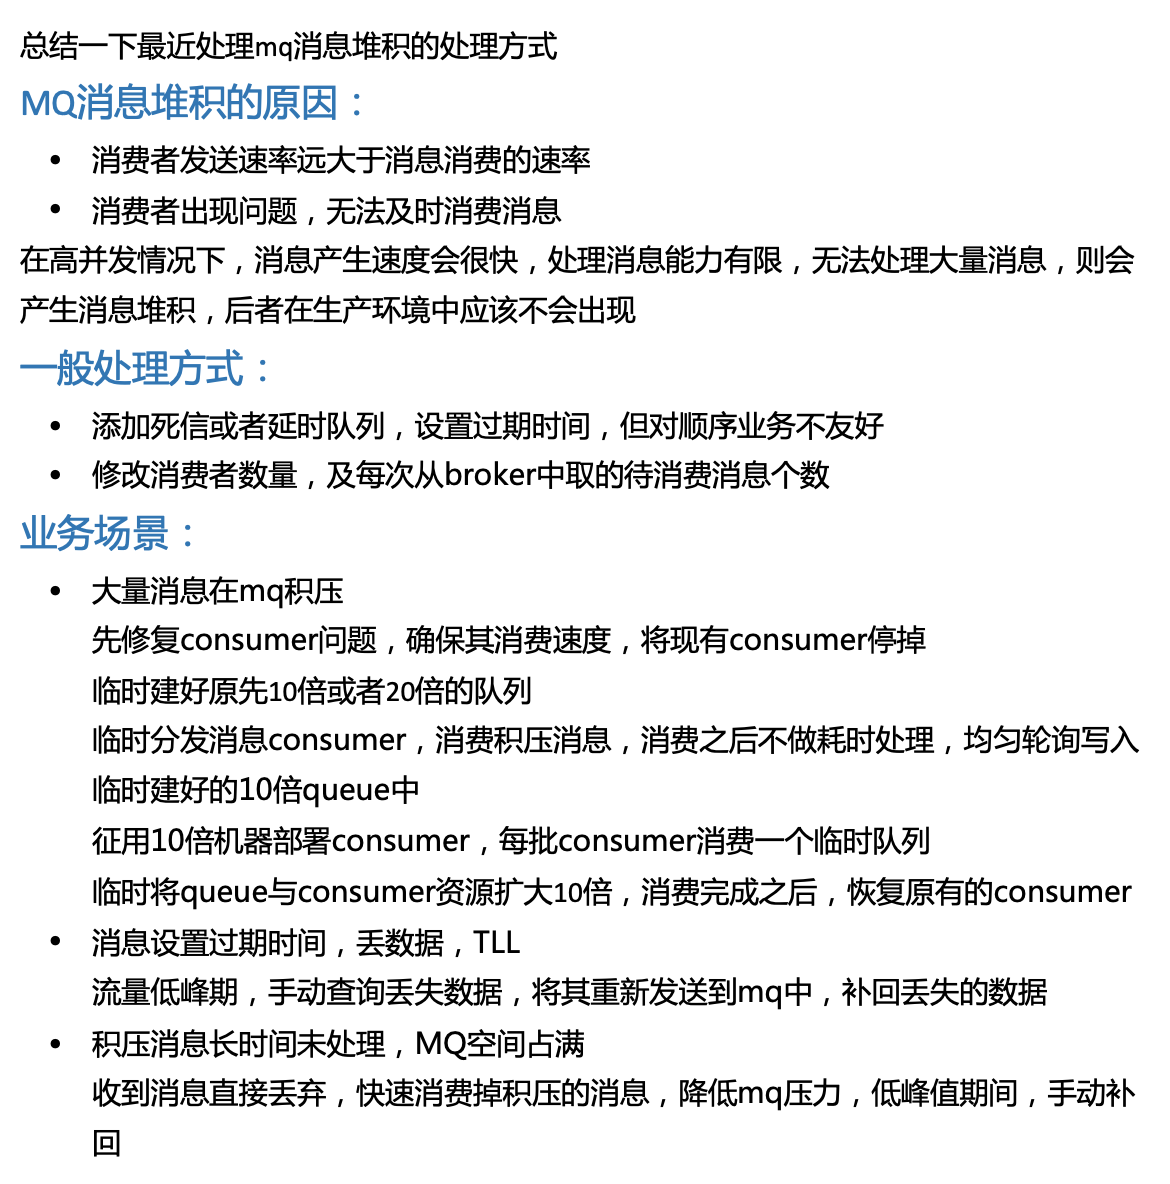 总结一下最近处理mq消息堆积的处理方式
MQ消息堆积的原因：
• 消费者发送速率远大于消息消费的速率
• 消费者出现问题，无法及时消费消息
在高并发情况下，消息产生速度会很快，处理消息能力有限，无法处理大量消息，则会
产生消息堆积，后者在生产环境中应该不会出现
一般处理方式：
• 添加死信或者延时队列，设置过期时间，但对顺序业务不友好
• 修改消费者数量，及每次从broker中取的待消费消息个数
业务场景：
• 大量消息在mq积压
先修复consumer问题，确保其消费速度，将现有consumer停掉
临时建好原先10倍或者20倍的队列
临时分发消息consumer，消费积压消息，消费之后不做耗时处理，均匀轮询写入
临时建好的10倍queue中
征用10倍机器部署consumer，每批consumer消费一个临时队列
临时将queue与consumer资源扩大10倍，消费完成之后，恢复原有的consumer
• 消息设置过期时间，丢数据，TLL
流量低峰期，手动查询丢失数据，将其重新发送到mq中，补回丢失的数据
• 积压消息长时间未处理，MQ空间占满
收到消息直接丢弃，快速消费掉积压的消息，降低mq压力，低峰值期间，手动补
回